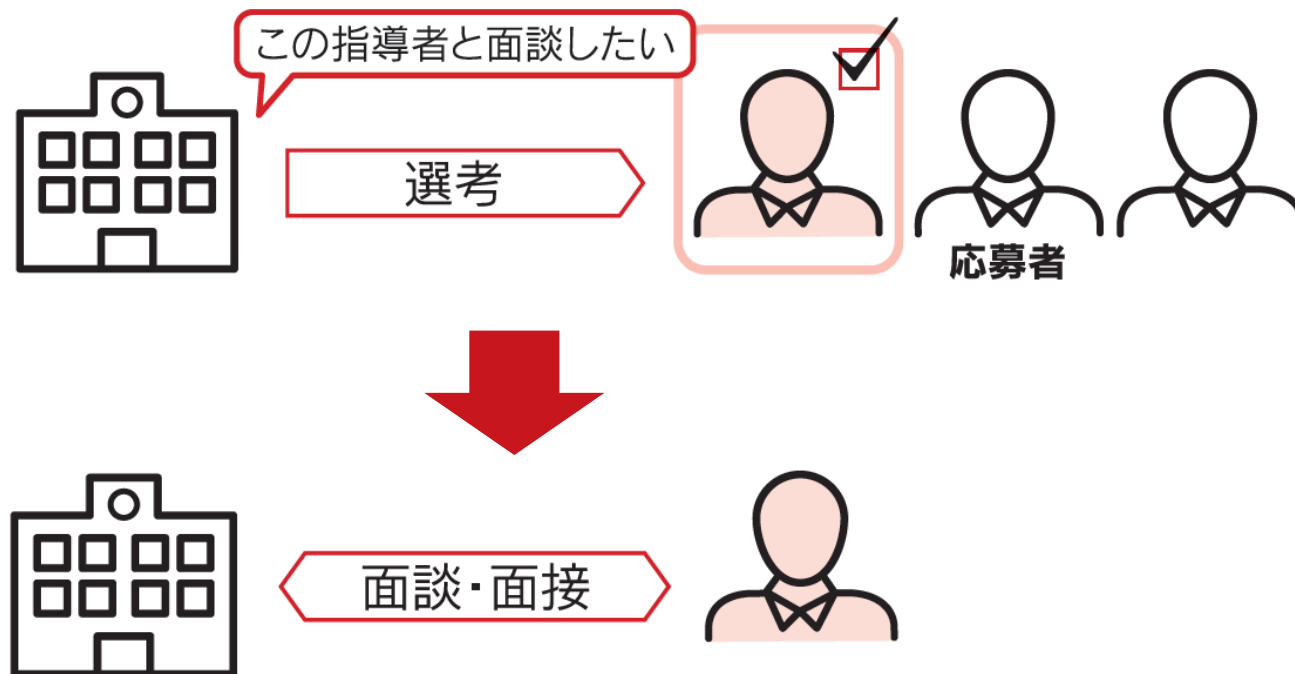 この指導者と面談したい
選考
応募者
面談・面接